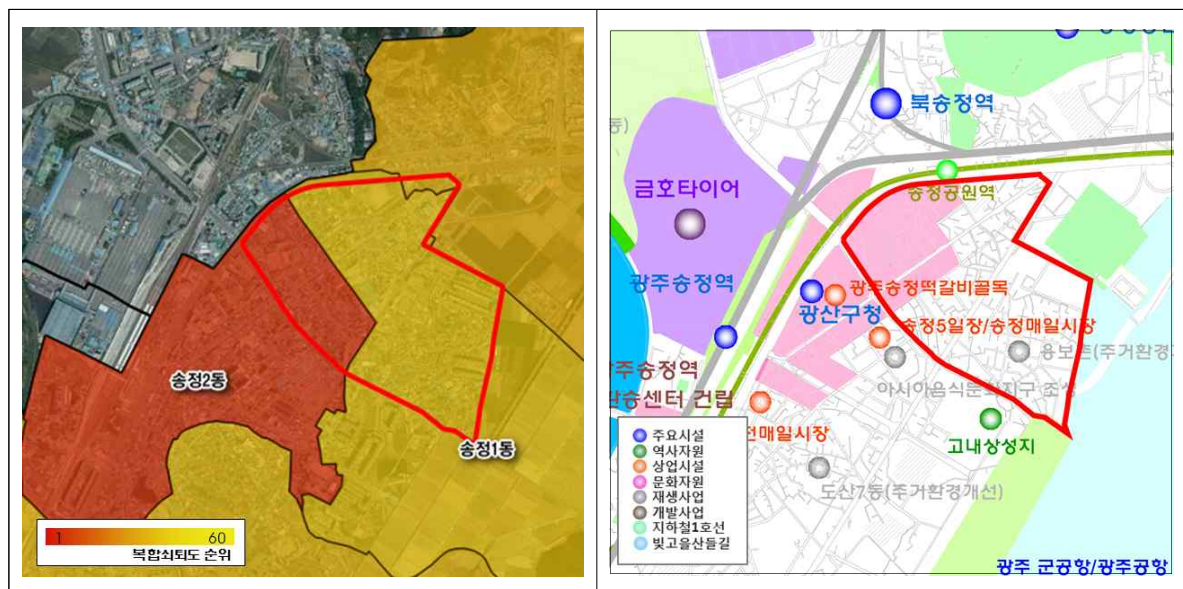 송정2동
송정1동
1
60
복합쇠퇴도 순위
북송정역
동)
금호타이어
송정공원역
광주송정역
광주송정떡갈비골목
광산구청
송정5일장/송정매일시장
용보촌(주거환경개
아시아음식문화지구 조성
주송정역
환승센터 건립
전매일시장
고내상성지
도산7동(주거환경개선)
주요시설
역사자원
상업시설
문화자원
재생사업
개발사업
지하철1호선
빛고을산들길
광주 군공항/광주공항